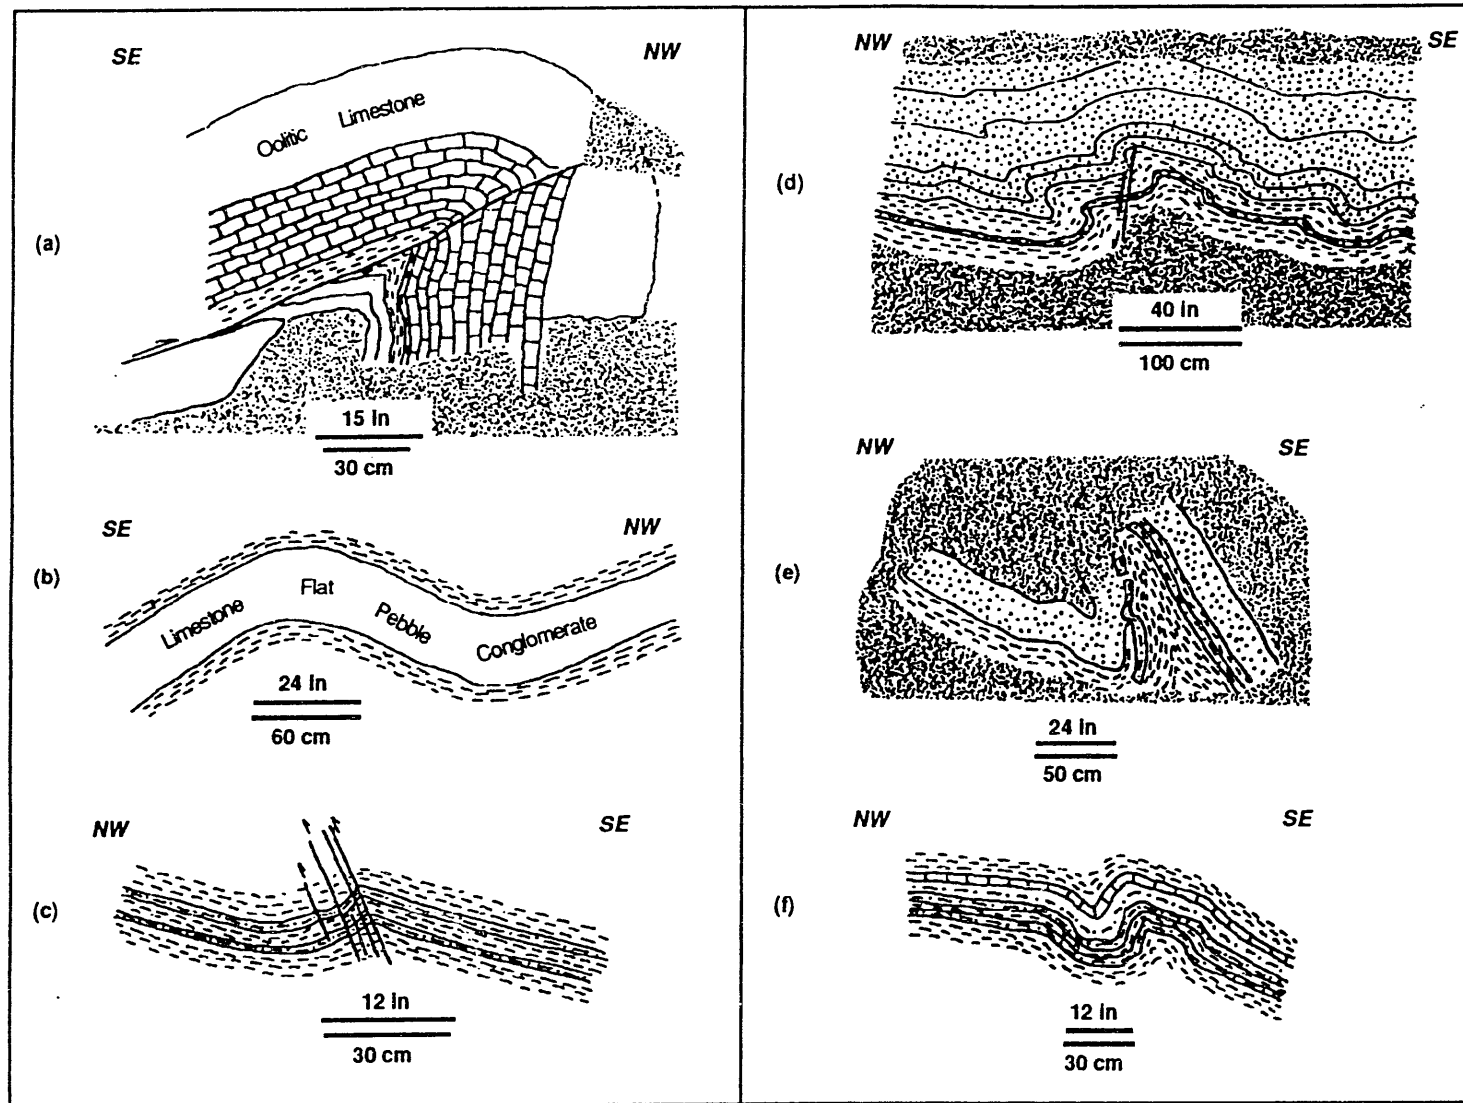 SE
NW
Oolitic Limestone
(a)
15 in
30 cm
SE
NW
(b)
Limestone Flat Pebble Conglomerate
24 in
60 cm
NW
SE
(c)
12 in
30 cm
NW
SE
(d)
40 in
100 cm
NW
SE
(e)
24 in
50 cm
NW
SE
(f)
12 in
30 cm